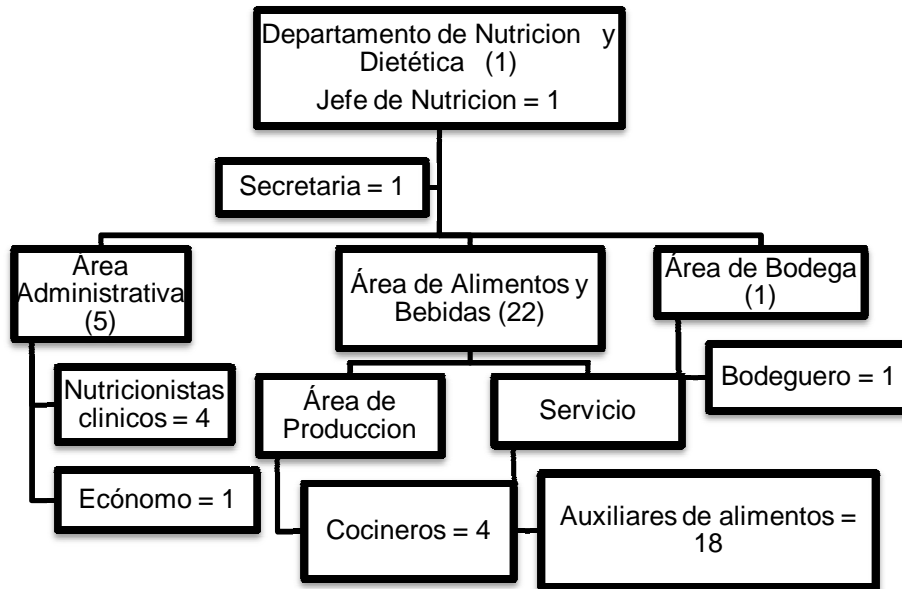 Departamento de Nutricion y
Dietética (1)
Jefe de Nutricion = 1
Secretaria = 1
Área
Administrativa
(5)
Área de Alimentos y
Bebidas (22)
Área de Bodega
(1)
Nutricionistas
clinicos = 4
Ecónomo = 1
Área de
Produccion
Servicio
Bodeguero = 1
Cocineros = 4
Auxiliares de alimentos =
18